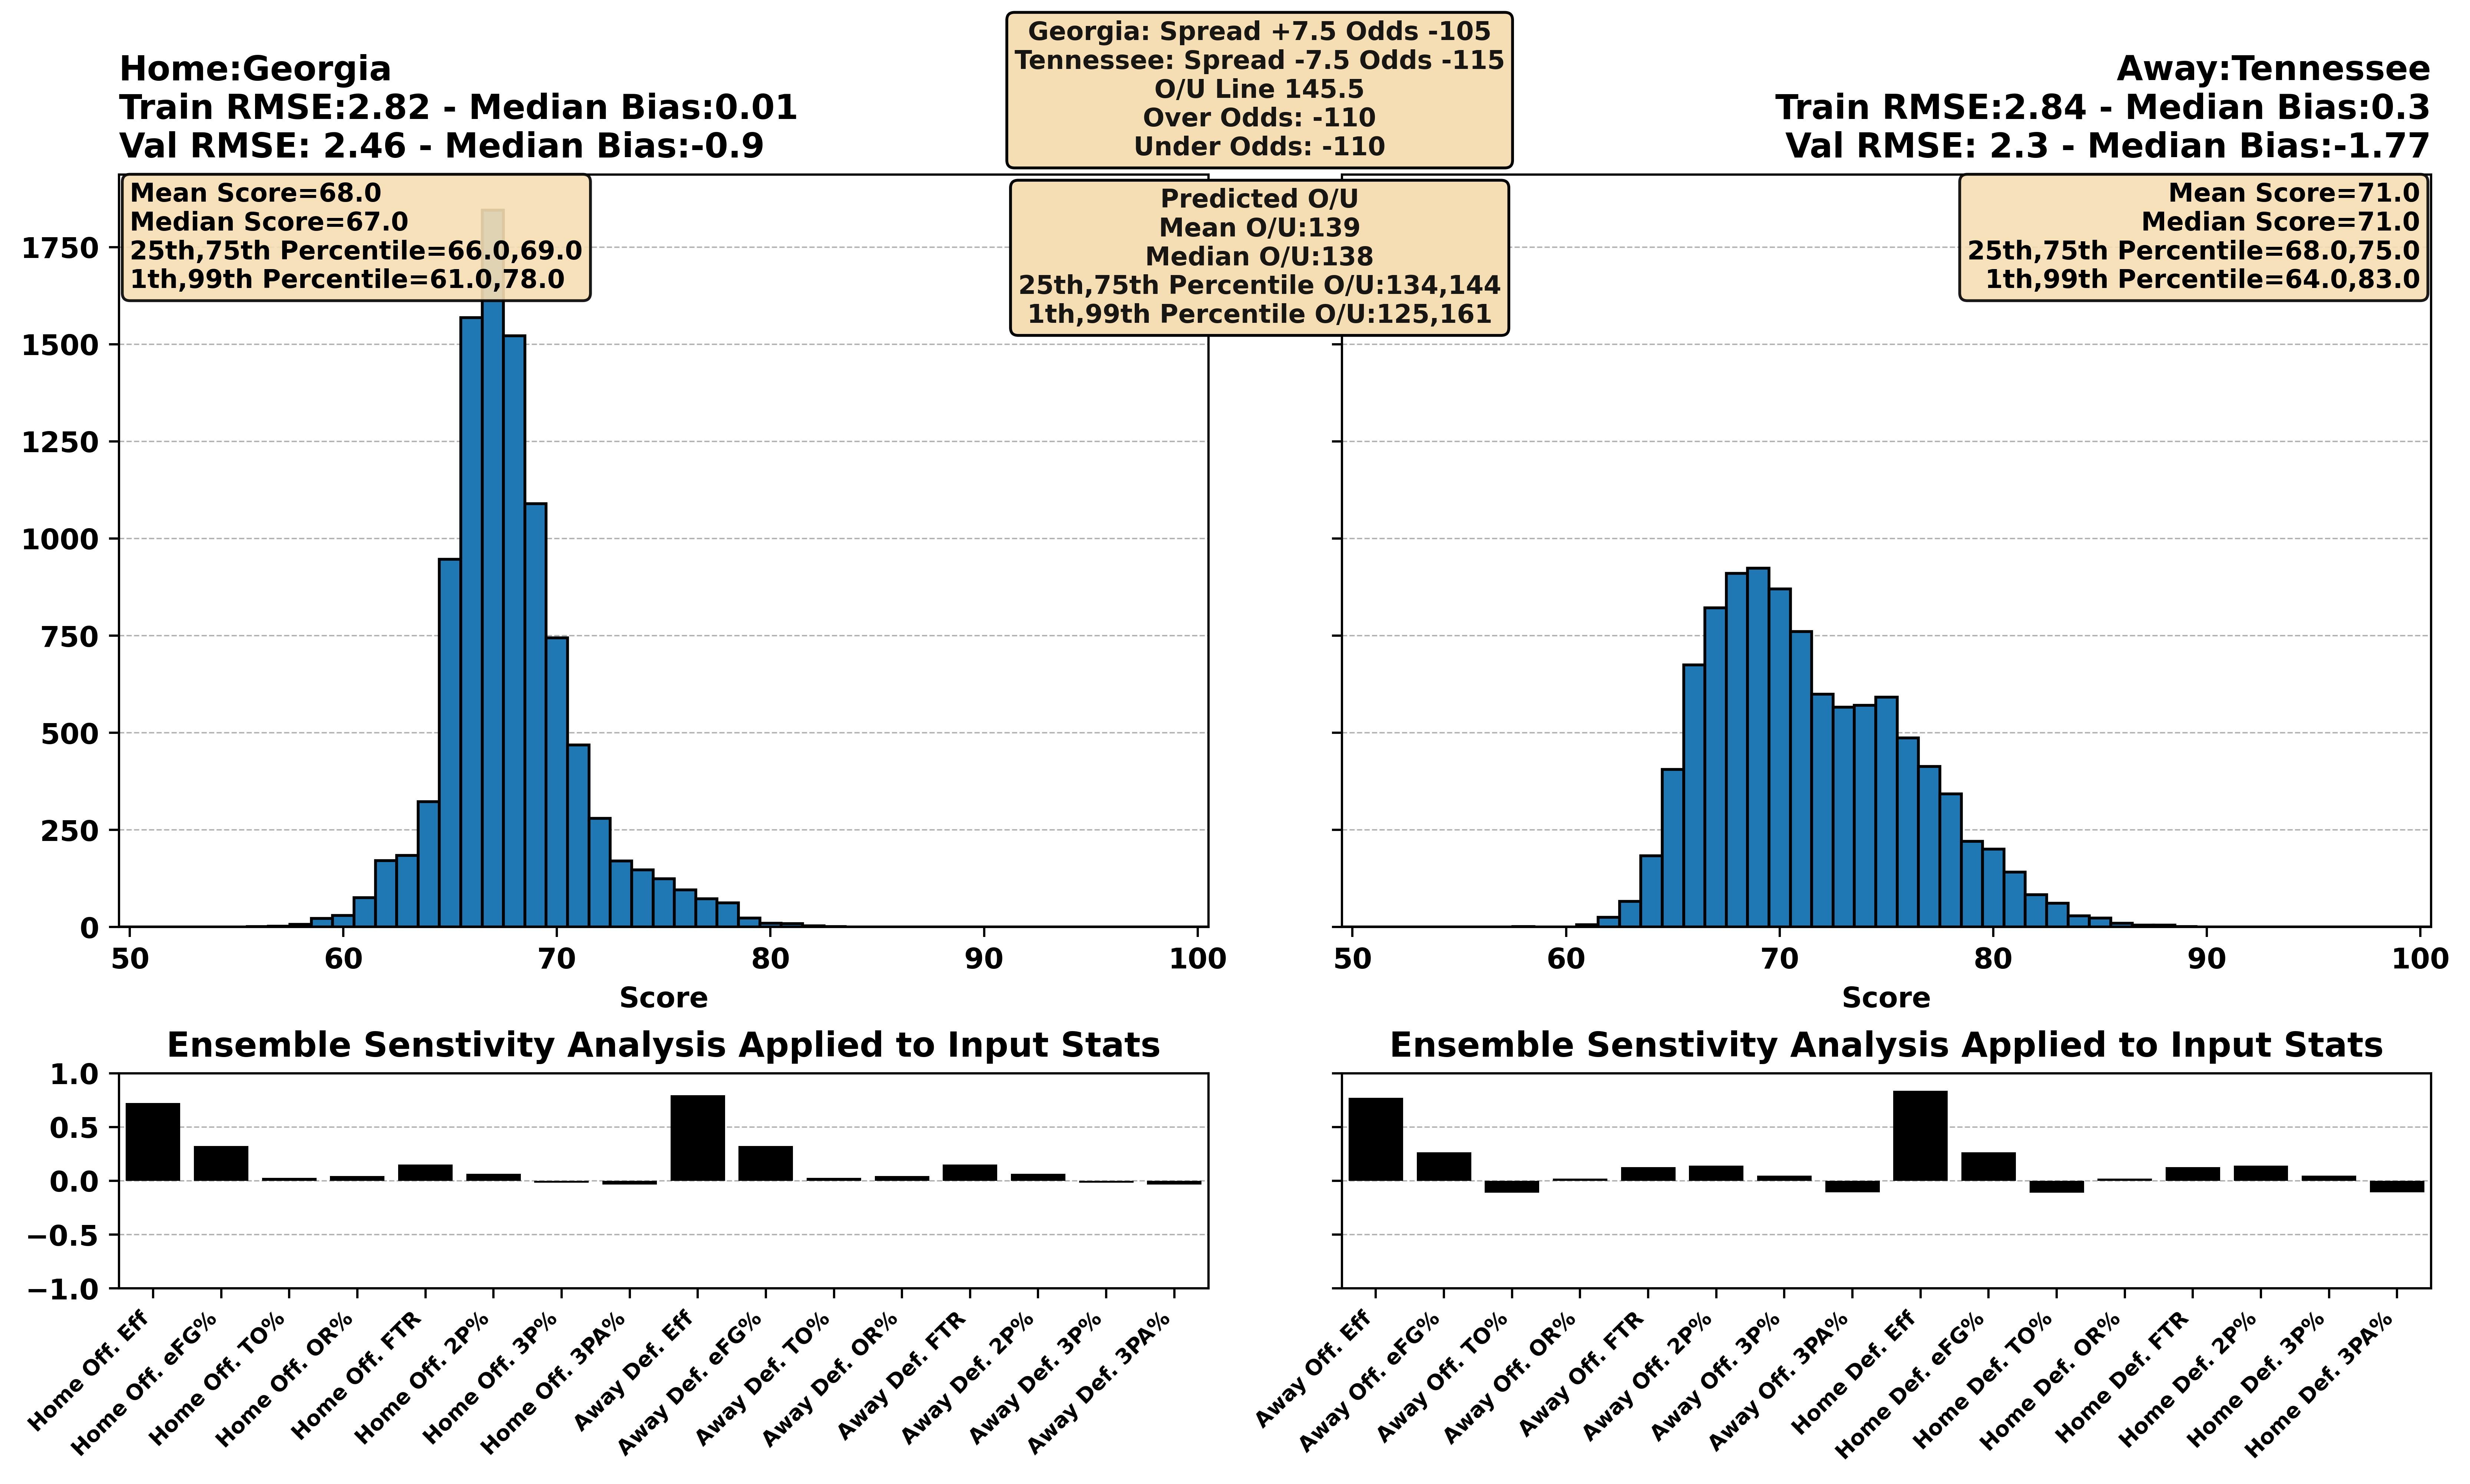 Georgia: Spread +7.5 Odds -105
Tennessee: Spread -7.5 Odds -115
O/U Line 145.5
Over Odds: -110
Under Odds: -110
Home:Georgia
Train RMSE:2.82 - Median Bias:0.01
Val RMSE: 2.46 - Median Bias:-0.9
Away:Tennessee
Train RMSE:2.84 - Median Bias:0.3
Val RMSE: 2.3 - Median Bias:-1.77
Mean Score=68.0
Median Score=67.0
25th,75th Percentile=66.0,69.0
1th,99th Percentile=61.0,78.0
Predicted O/U
Mean O/U:139
Median O/U:138
25th,75th Percentile O/U:134,144
1th,99th Percentile O/U:125,161
Mean Score=71.0
Median Score=71.0
25th,75th Percentile=68.0,75.0
1th,99th Percentile=64.0,83.0
1750
1500
1250
1000
750
500
250
0
50 60 70 80 90 100
Score
50 60 70 80 90 100
Score
Ensemble Senstivity Analysis Applied to Input Stats
Ensemble Senstivity Analysis Applied to Input Stats
1.0
0.5
0.0
−0.5
−1.0
Home Off. Eff
Home Off. eFG%
Home Off. TO%
Home Off. OR%
Home Off. FTR
Home Off. 2P%
Home Off. 3P%
Home Off. 3PA%
Away Def. Eff
Away Def. eFG%
Away Def. TO%
Away Def. OR%
Away Def. FTR
Away Def. 2P%
Away Def. 3P%
Away Def. 3PA%
Away Off. Eff
Away Off. eFG%
Away Off. TO%
Away Off. OR%
Away Off. FTR
Away Off. 2P%
Away Off. 3P%
Away Off. 3PA%
Home Def. Eff
Home Def. eFG%
Home Def. TO%
Home Def. OR%
Home Def. FTR
Home Def. 2P%
Home Def. 3P%
Home Def. 3PA%